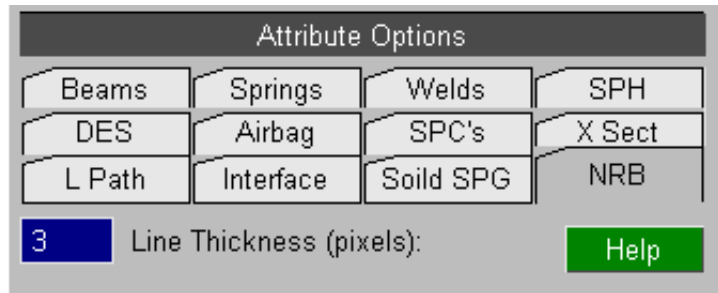 Attribute Options
Beams Springs Welds SPH
DES Airbag SPC's X Sect
L Path Interface Soild SPG NRB
3 Line Thickness (pixels): Help